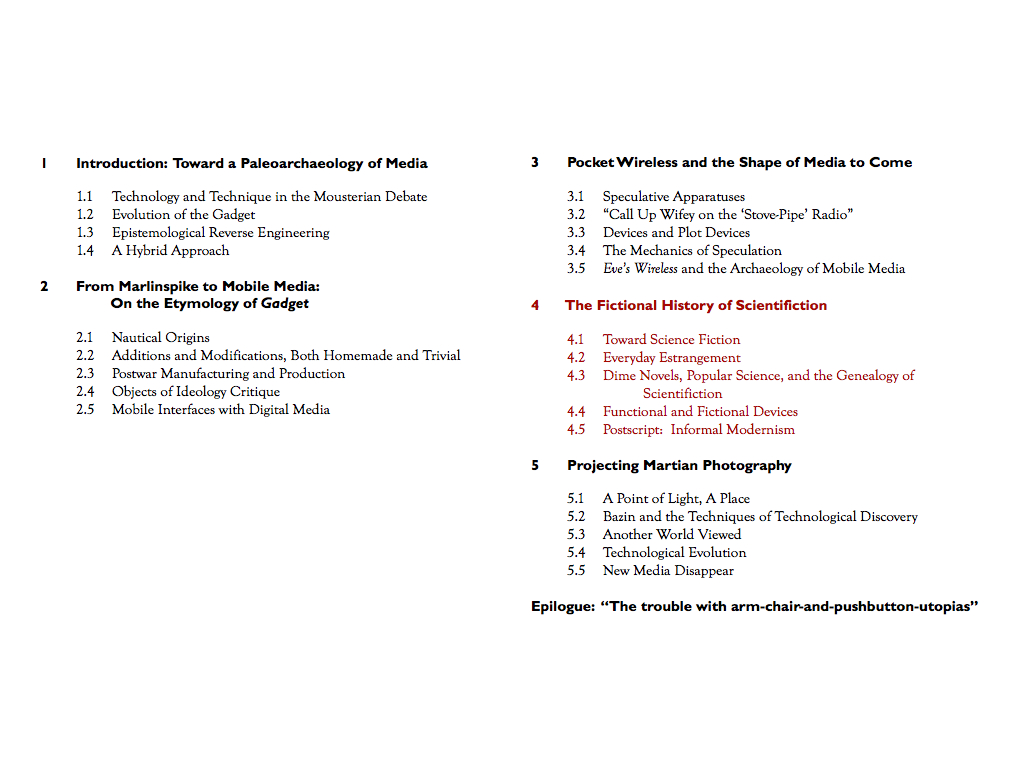 1 Introduction: Toward a Paleoarchaeology of Media
1.1 Technology and Technique in the Mousterian Debate
1.2 Evolution of the Gadget
1.3 Epistemological Reverse Engineering
1.4 A Hybrid Approach
2 From Marlinspike to Mobile Media:
On the Etymology of Gadget
2.1 Nautical Origins
2.2 Additions and Modifications, Both Homemade and Trivial
2.3 Postwar Manufacturing and Production
2.4 Objects of Ideology Critique
2.5 Mobile Interfaces with Digital Media
3 Pocket Wireless and the Shape of Media to Come
3.1 Speculative Apparatuses
3.2 “Call Up Wifey on the ‘Stove-Pipe’ Radio”
3.3 Devices and Plot Devices
3.4 The Mechanics of Speculation
3.5 Eve’s Wireless and the Archaeology of Mobile Media
4 The Fictional History of Scientifiction
4.1 Toward Science Fiction
4.2 Everyday Estrangement
4.3 Dime Novels, Popular Science, and the Genealogy of
Scientifiction
4.4 Functional and Fictional Devices
4.5 Postscript: Informal Modernism
5 Projecting Martian Photography
5.1 A Point of Light, A Place
5.2 Bazin and the Techniques of Technological Discovery
5.3 Another World Viewed
5.4 Technological Evolution
5.5 New Media Disappear
Epilogue: “The trouble with arm-chair-and-pushbutton-utopias”